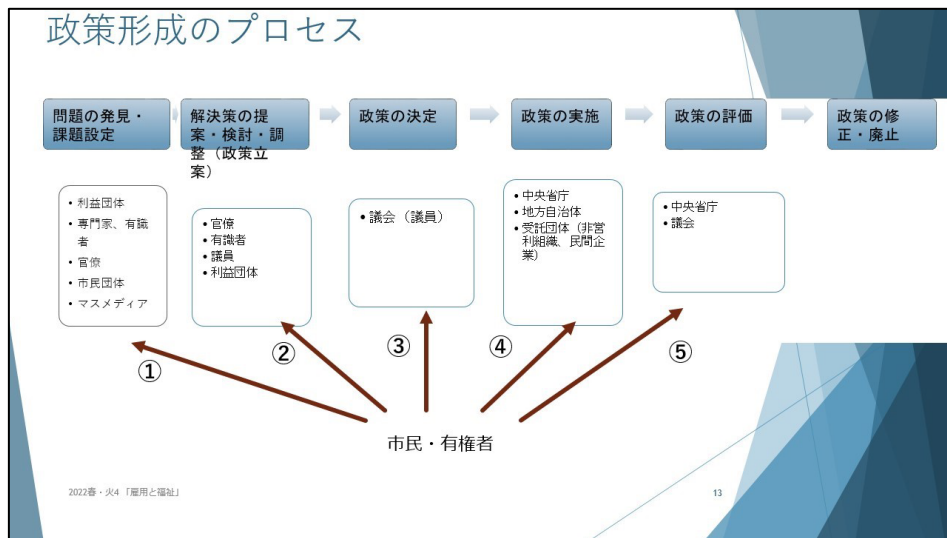 政策形成のプロセス
問題の発見・
課題設定
解決策の提
案・検討・調
整（政策立
案）
政策の決定
政策の実施
政策の評価
政策の修
正・廃止
• 利益団体
• 専門家、有識
者
• 官僚
• 市民団体
• マスメディア
• 官僚
• 有識者
• 議員
• 利益団体
• 議会（議員）
• 中央省庁
• 地方自治体
• 受託団体（非営
利組織、民間企
業）
• 中央省庁
• 議会
①
②
③
④
⑤
市民・有権者
2022春・火4 「雇用と福祉」
13